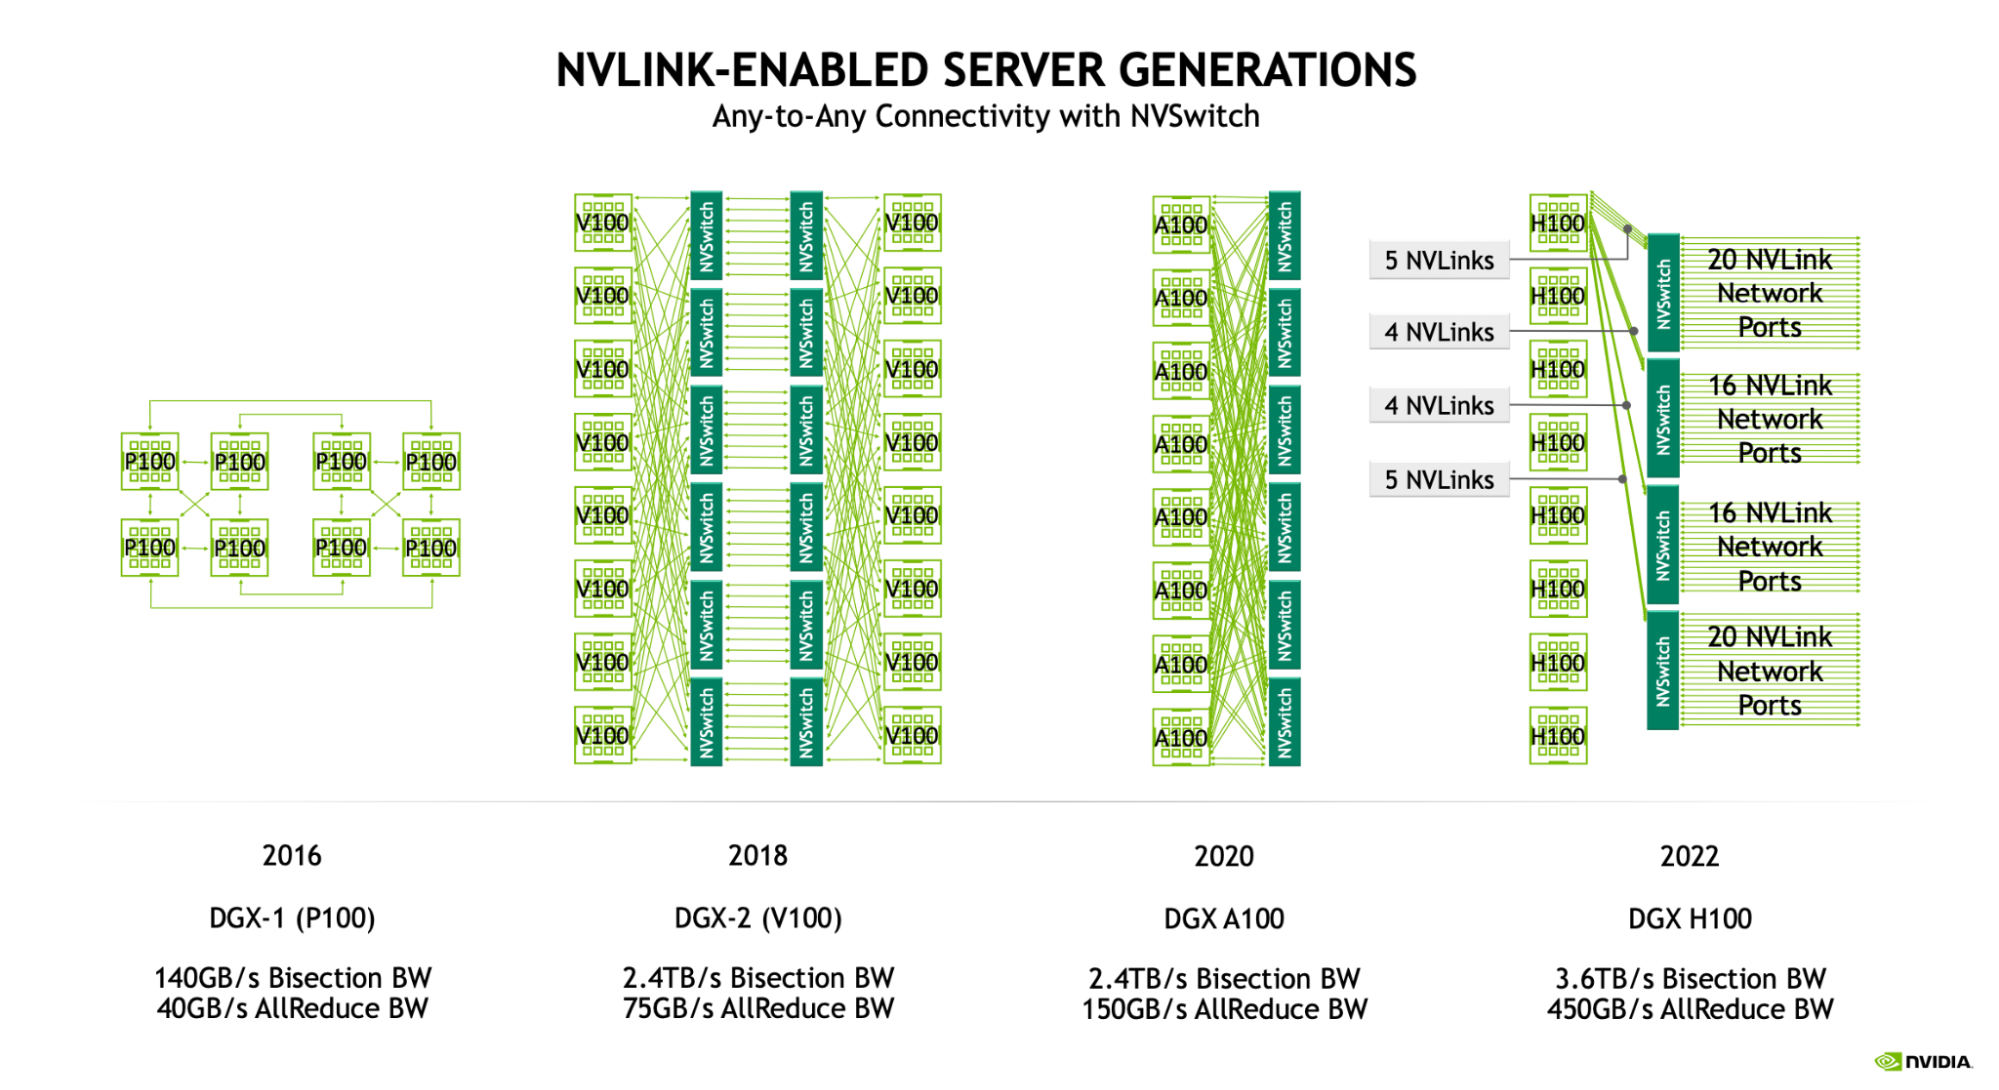 NVLINK-ENABLED SERVER GENERATIONS
Any-to-Any Connectivity with NVSwitch
P100
P100
P100
P100
P100
P100
P100
P100
V100
V100
V100
V100
V100
V100
V100
V100
NVSwitch
NVSwitch
NVSwitch
NVSwitch
NVSwitch
NVSwitch
NVSwitch
NVSwitch
NVSwitch
NVSwitch
NVSwitch
NVSwitch
V100
V100
V100
V100
V100
V100
V100
V100
A100
A100
A100
A100
A100
A100
A100
A100
NVSwitch
NVSwitch
NVSwitch
NVSwitch
NVSwitch
NVSwitch
5 NVLinks
4 NVLinks
4 NVLinks
5 NVLinks
H100
H100
H100
H100
H100
H100
H100
H100
NVSwitch
NVSwitch
NVSwitch
NVSwitch
20 NVLink
Network
Ports
16 NVLink
Network
Ports
16 NVLink
Network
Ports
20 NVLink
Network
Ports
2016
DGX-1 (P100)
140GB/s Bisection BW
40GB/s AllReduce BW
2018
DGX-2 (V100)
2.4TB/s Bisection BW
75GB/s AllReduce BW
2020
DGX A100
2.4TB/s Bisection BW
150GB/s AllReduce BW
2022
DGX H100
3.6TB/s Bisection BW
450GB/s AllReduce BW
NVIDIA.